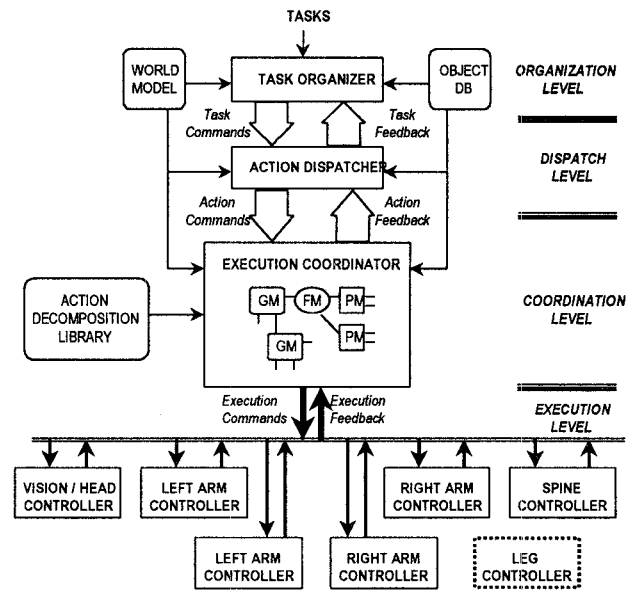 TASKS
WORLD
MODEL
TASK ORGANIZER
OBJECT
DB
ORGANIZATION
LEVEL
Task
Commands
Task
Feedback
ACTION DISPATCHER
DISPATCH
LEVEL
Action
Commands
Action
Feedback
EXECUTION COORDINATOR
GM
FM
PM
GM
PM
ACTION
DECOMPOSITION
LIBRARY
COORDINATION
LEVEL
Execution
Commands
Execution
Feedback
EXECUTION
LEVEL
VISION / HEAD
CONTROLLER
LEFT ARM
CONTROLLER
RIGHT ARM
CONTROLLER
SPINE
CONTROLLER
LEFT ARM
CONTROLLER
RIGHT ARM
CONTROLLER
LEG
CONTROLLER